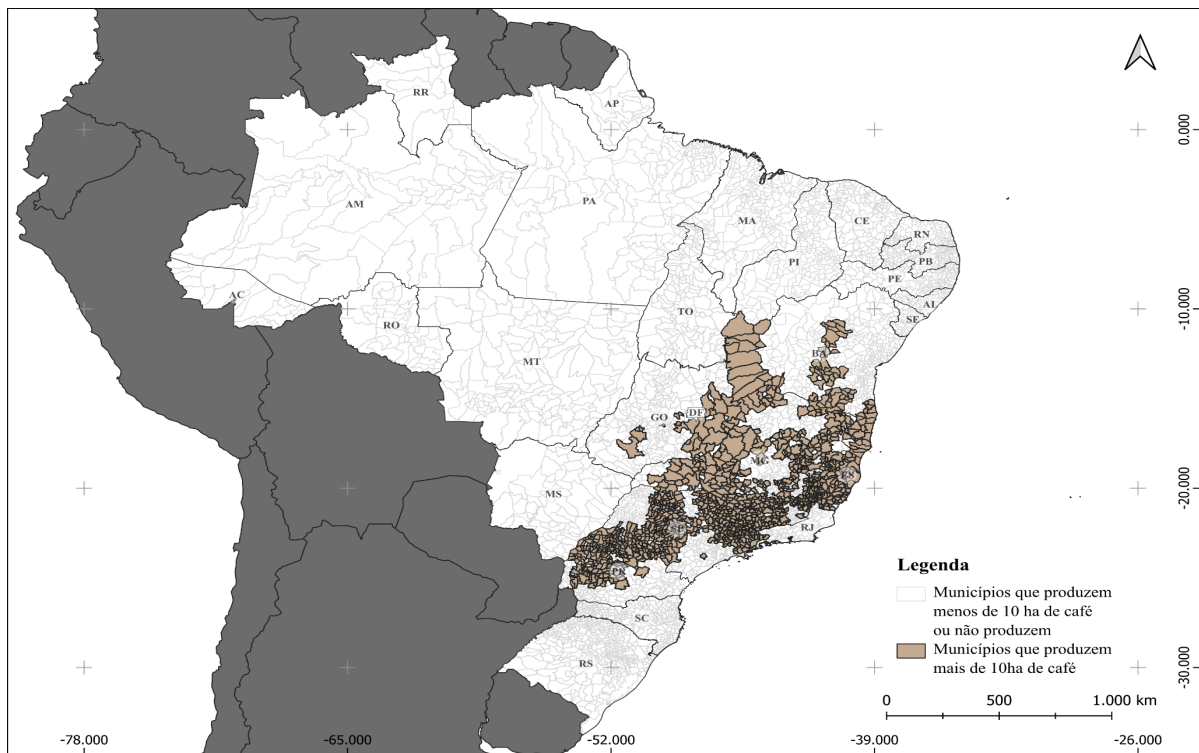 RR
AP
AM
PA
MA
CE
RN
PB
PI
PE
AL
SE
AC
TO
RO
BA
MT
GO
DF
MG
ES
MS
SP
RJ
PR
SC
RS
0.000
-10.000
-20.000
-30.000
Legenda
Municípios que produzem
menos de 10 ha de café
ou não produzem
Municípios que produzem
mais de 10ha de café
0 500 1.000 km
-78.000 -65.000 -52.000 -39.000 -26.000